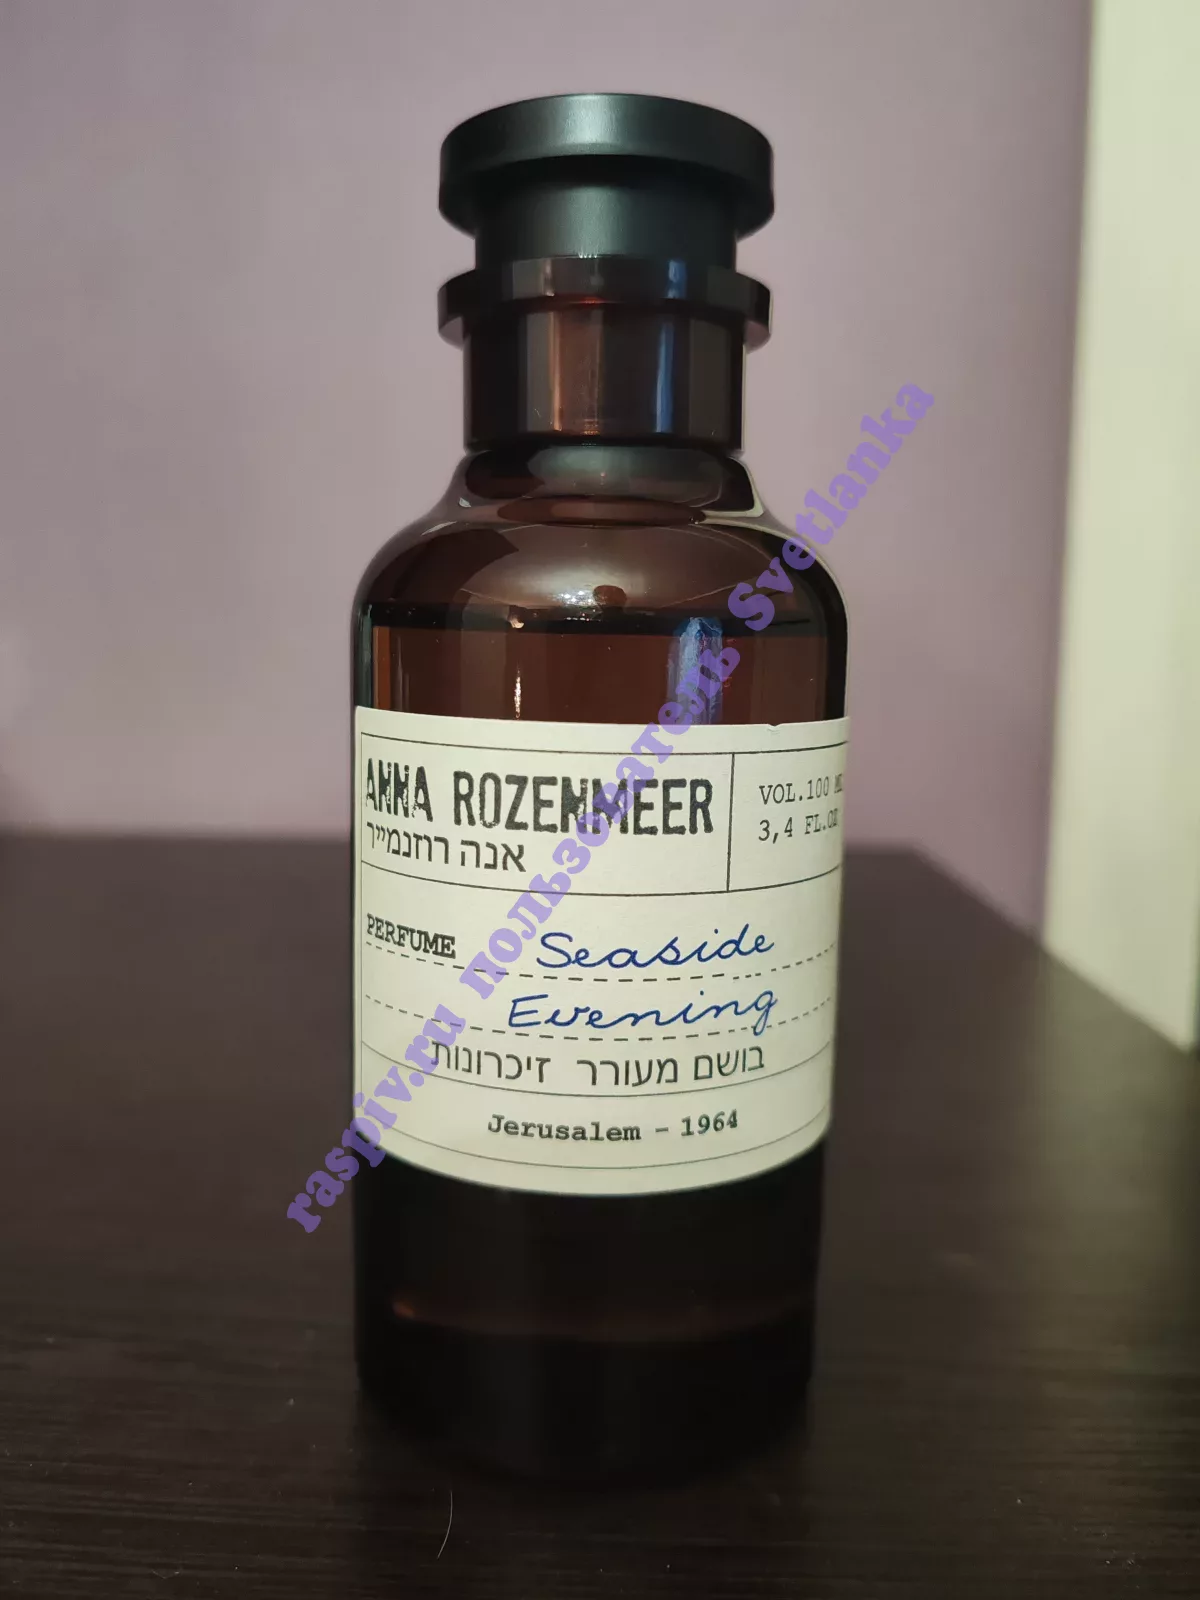 ANNA ROZENMEER
אנה רוזנמייר
VOL.100 ML
3,4 FL.OZ
PERFUME Seaside
Evening
בושם מעורר זיכרונות
Jerusalem - 1964
raspiv.ru пользователь Svetlanka